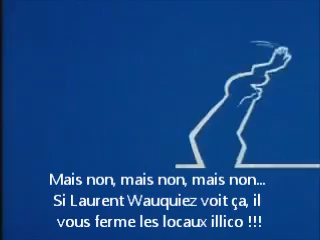 Mais non, mais non, mais non...
Si Laurent Wauquiez voit ça, il
vous ferme les locaux illico !!!